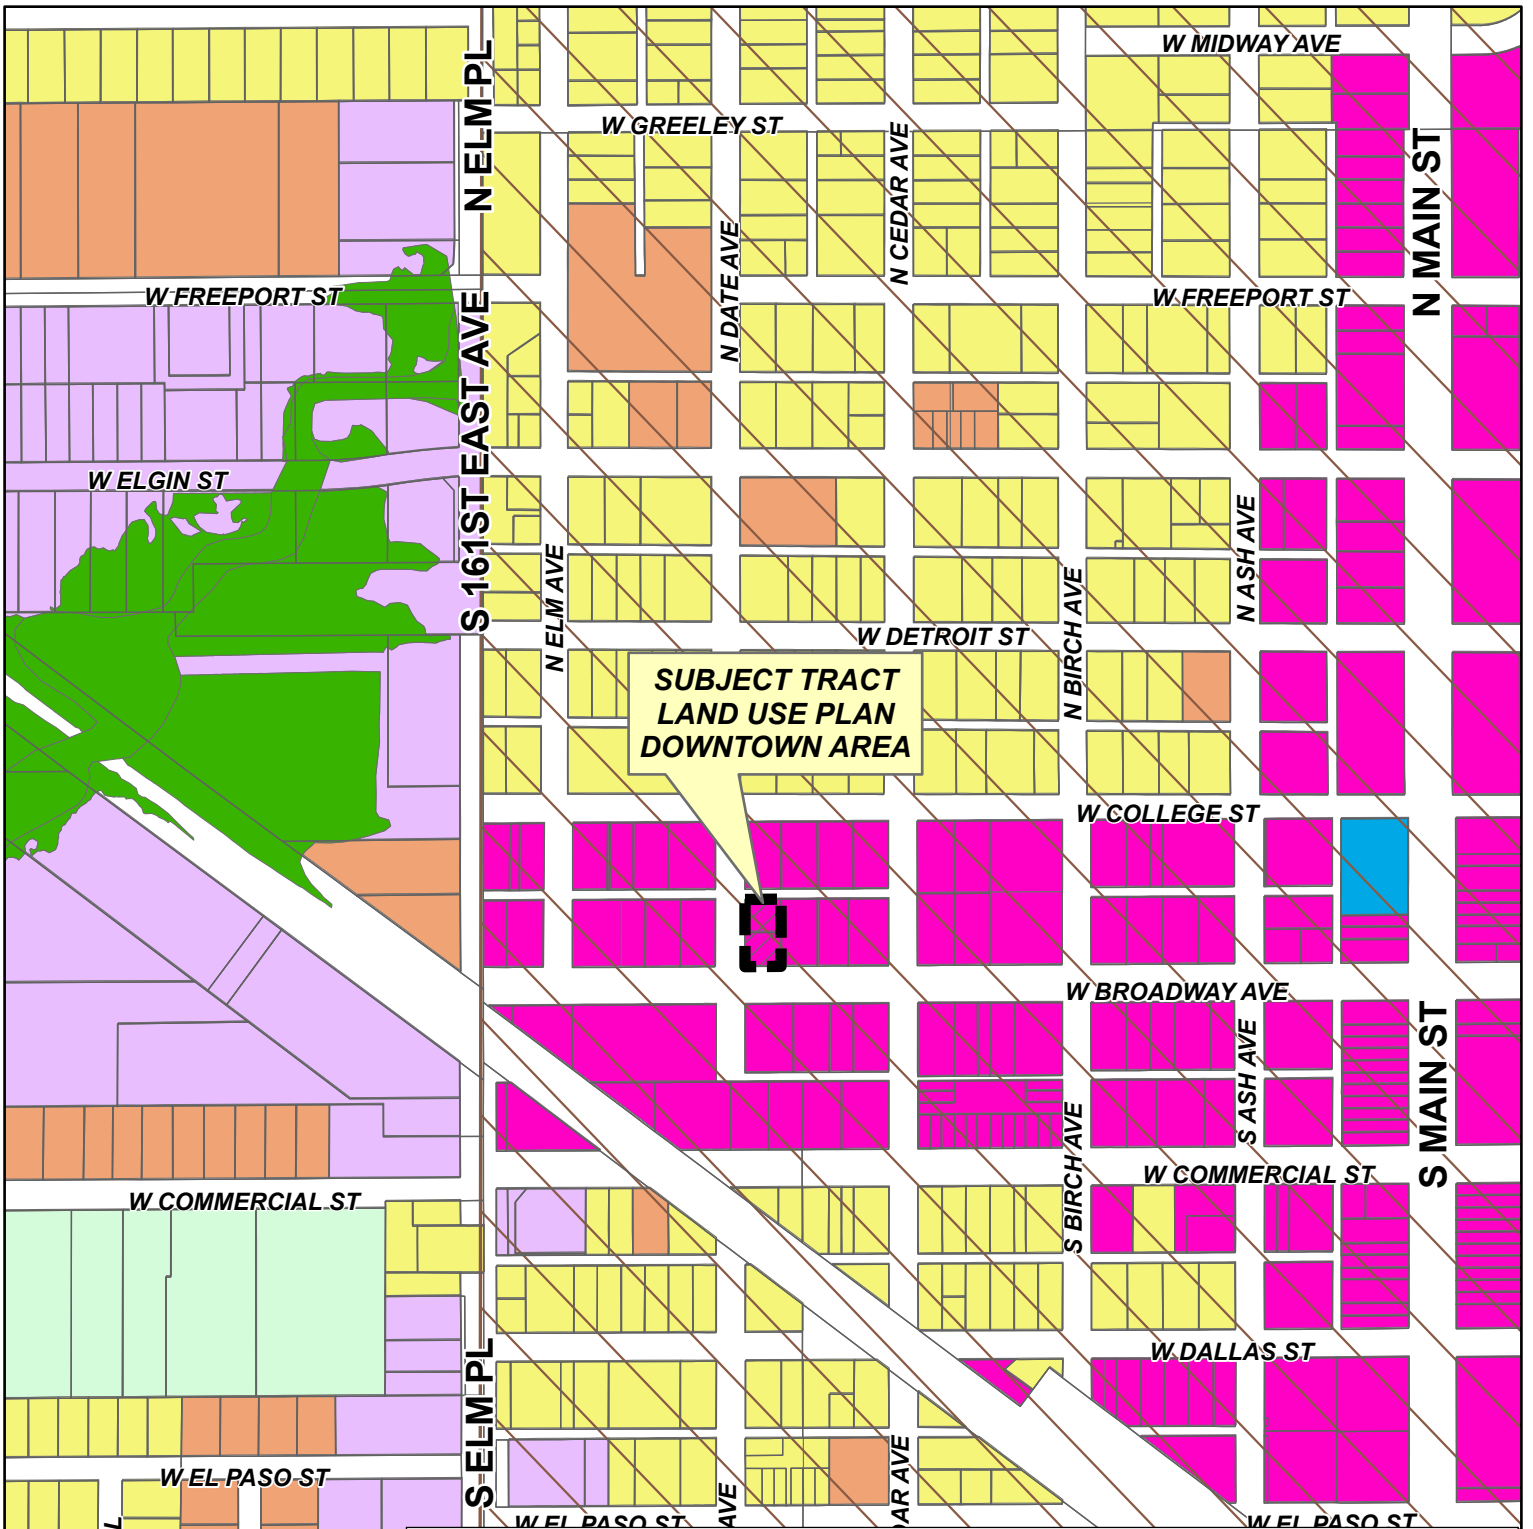 W MIDWAY AVE
N ELM PL
W GREELEY ST
N CEDAR AVE
N MAIN ST
N DATE AVE
W FREEPORT ST
W FREEPORT ST
S 161ST EAST AVE
W ELGIN ST
N ASH AVE
N ELM AVE
N BIRCH AVE
W DETROIT ST
SUBJECT TRACT
LAND USE PLAN
DOWNTOWN AREA
W COLLEGE ST
W BROADWAY AVE
S MAIN ST
S ASH AVE
S BIRCH AVE
W COMMERCIAL ST
W COMMERCIAL ST
W DALLAS ST
S ELM PL
W EL PASO ST
AVE
AR AVE
L
W EL PASO ST
W EL PASO ST